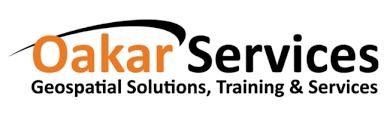 Oakar Services
Geospatial Solutions, Training & Services